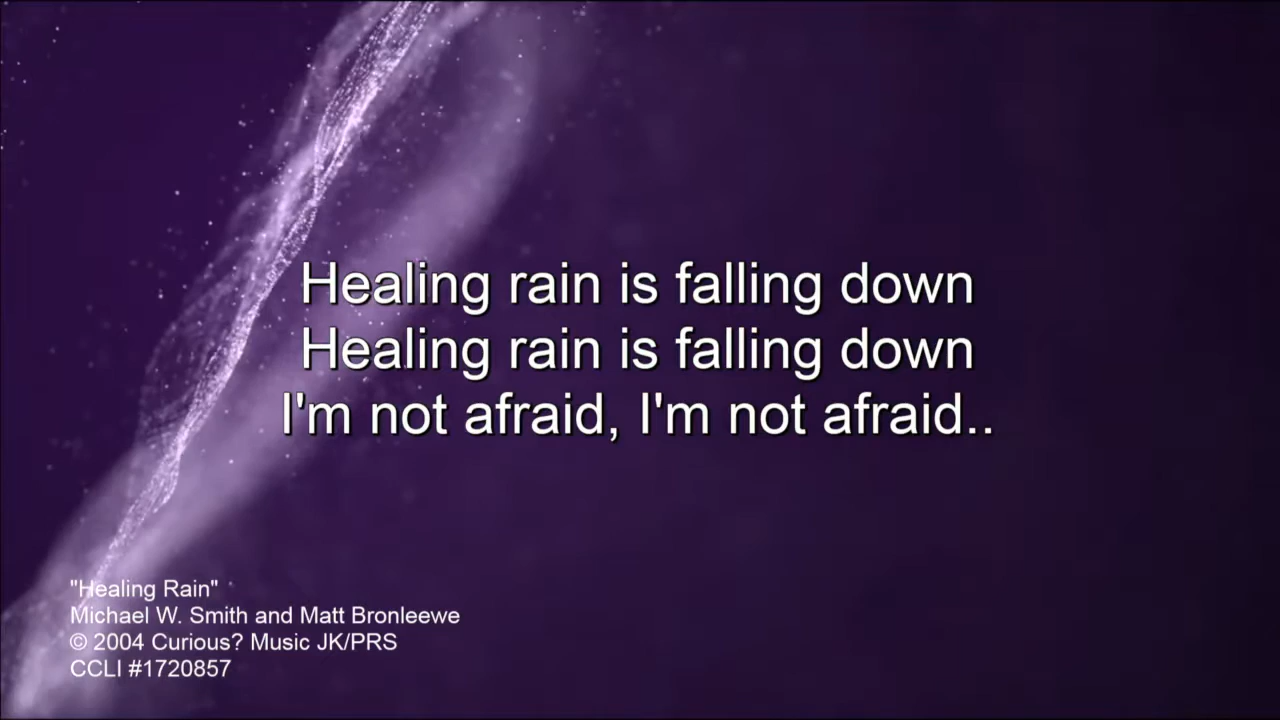 Healing rain is falling down
Healing rain is falling down
I'm not afraid, I'm not afraid..
"Healing Rain"
Michael W. Smith and Matt Bronleewe
© 2004 Curious? Music JK/PRS
CCLI #1720857